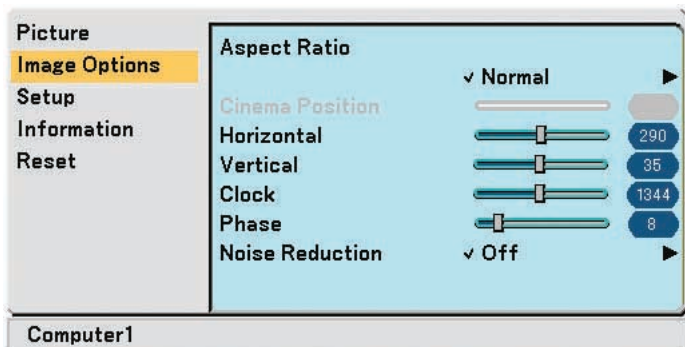 Picture
Image Options
Setup
Information
Reset
Aspect Ratio
✓ Normal
Cinema Position
Horizontal 290
Vertical 35
Clock 1344
Phase 8
Noise Reduction ✓ Off
Computer1